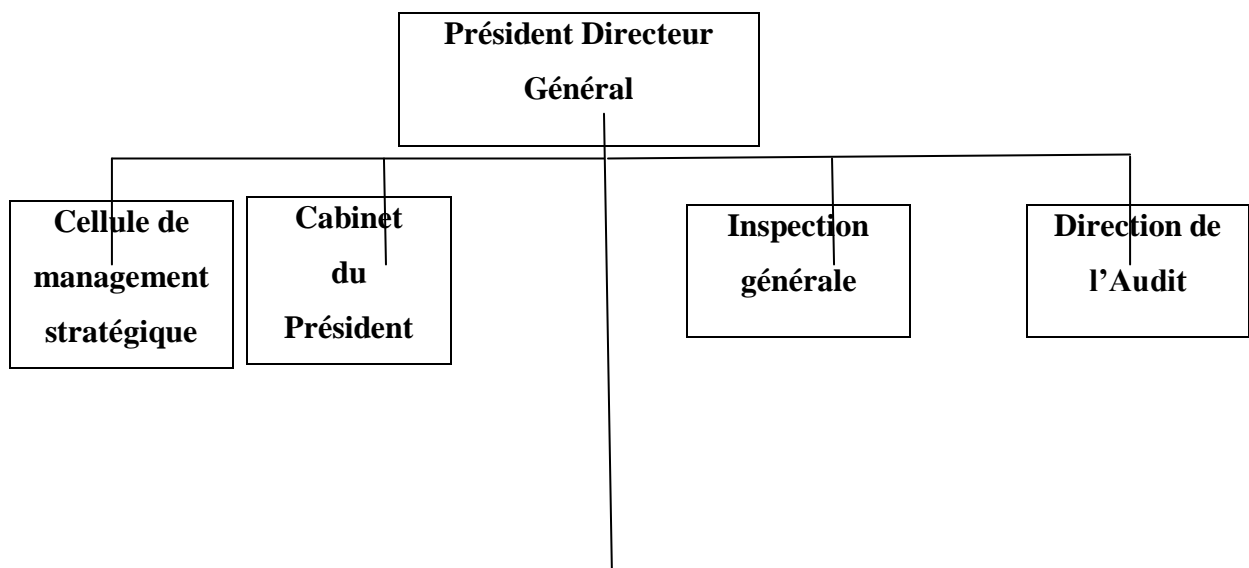 Président Directeur
Général
Cellule de
management
stratégique
Cabinet
du
Président
Inspection
générale
Direction de
l’Audit